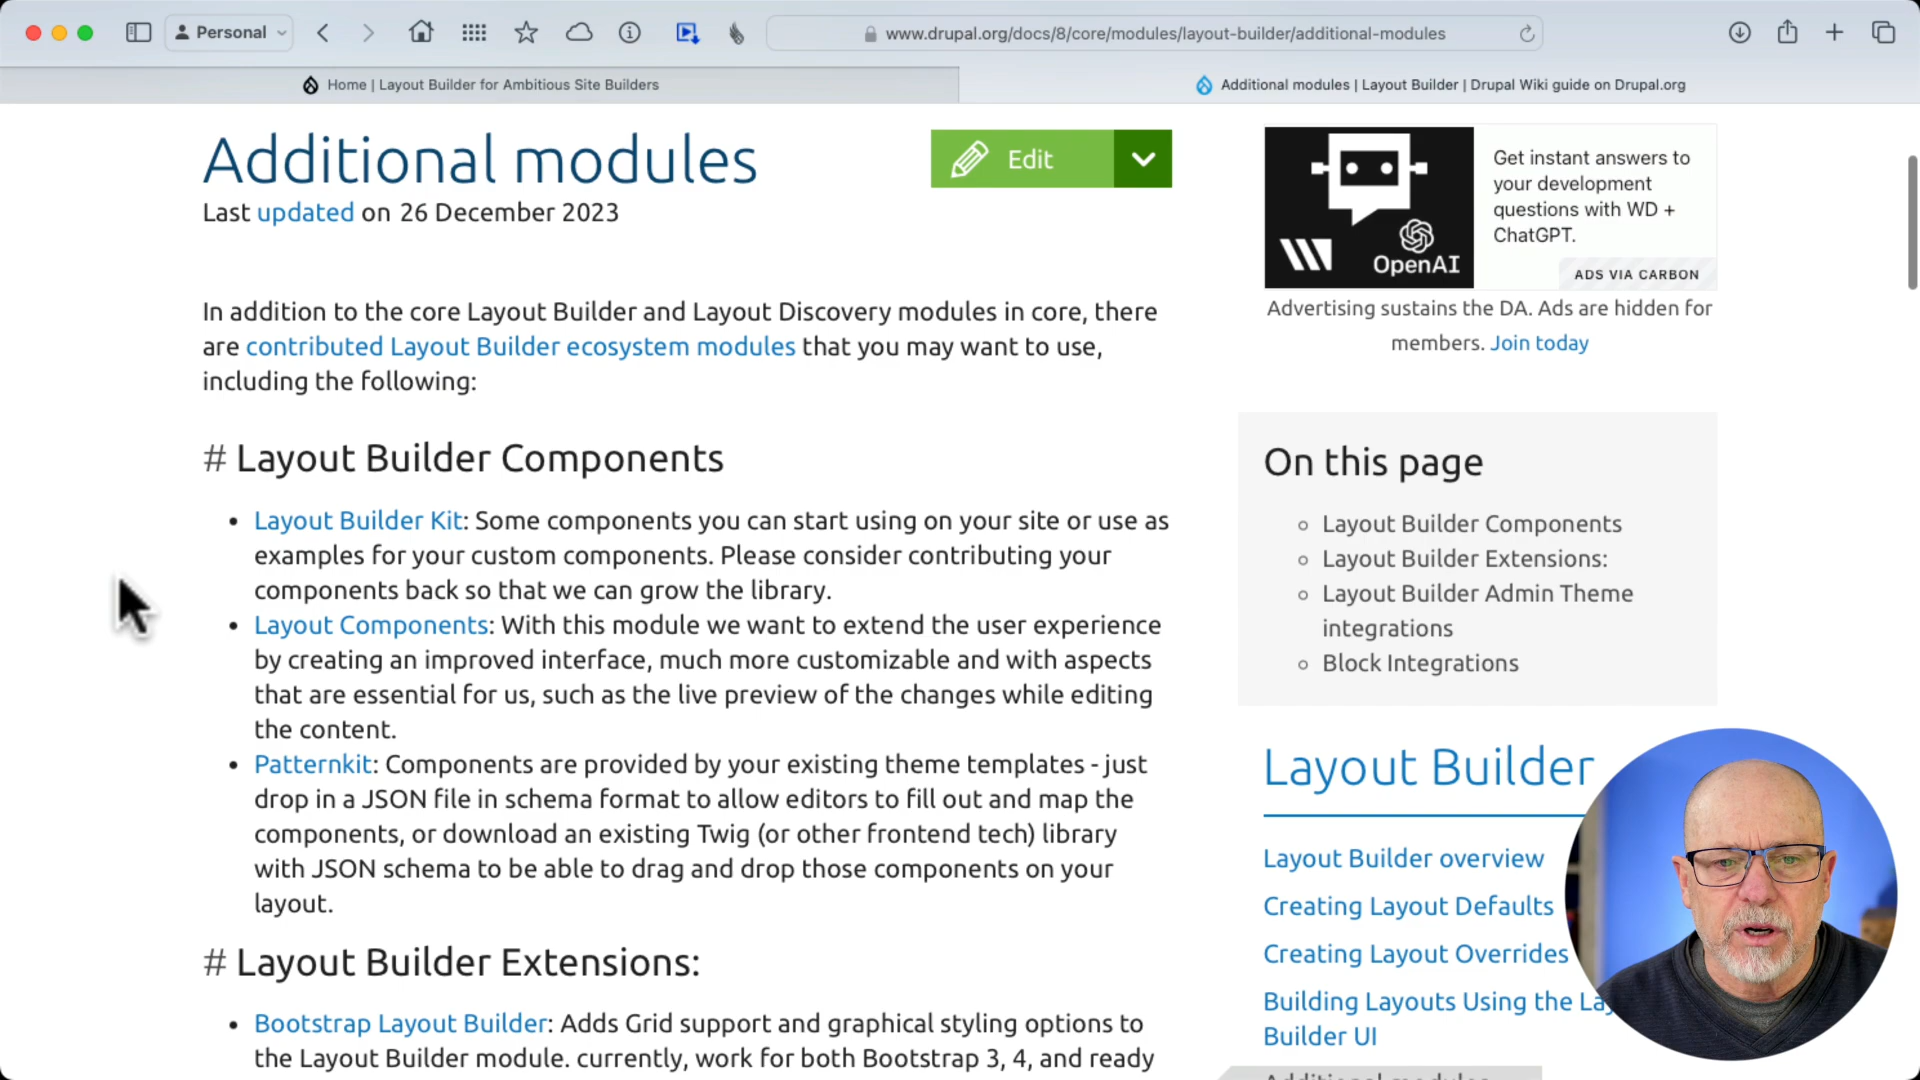 Personal
www.drupal.org/docs/8/core/modules/layout-builder/additional-modules
Home | Layout Builder for Ambitious Site Builders
Additional modules | Layout Builder | Drupal Wiki guide on Drupal.org
Additional modules
Edit
Last updated on 26 December 2023
In addition to the core Layout Builder and Layout Discovery modules in core, there
are contributed Layout Builder ecosystem modules that you may want to use,
including the following:
# Layout Builder Components
• Layout Builder Kit: Some components you can start using on your site or use as
examples for your custom components. Please consider contributing your
components back so that we can grow the library.
• Layout Components: With this module we want to extend the user experience
by creating an improved interface, much more customizable and with aspects
that are essential for us, such as the live preview of the changes while editing
the content.
• Patternkit: Components are provided by your existing theme templates - just
drop in a JSON file in schema format to allow editors to fill out and map the
components, or download an existing Twig (or other frontend tech) library
with JSON schema to be able to drag and drop those components on your
layout.
# Layout Builder Extensions:
• Bootstrap Layout Builder: Adds Grid support and graphical styling options to
the Layout Builder module. currently, work for both Bootstrap 3, 4, and ready
OpenAI
Get instant answers to
your development
questions with WD +
ChatGPT.
ADS VIA CARBON
Advertising sustains the DA. Ads are hidden for
members. Join today
On this page
Layout Builder Components
Layout Builder Extensions:
Layout Builder Admin Theme
integrations
Block Integrations
Layout Builder
Layout Builder overview
Creating Layout Defaults
Creating Layout Overrides
Building Layouts Using the
Builder UI
Additional modules